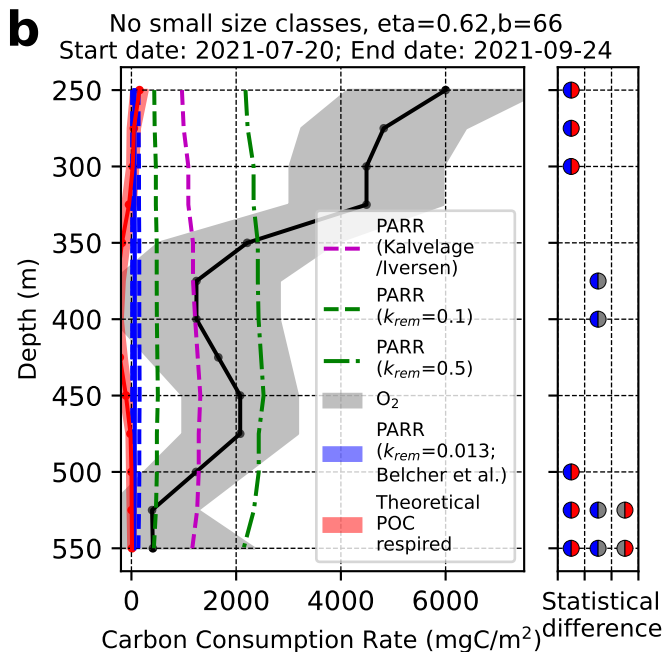 b
No small size classes, eta=0.62,b=66
Start date: 2021-07-20; End date: 2021-09-24
250
300
350
400
450
500
550
Depth (m)
PARR
(Kalvelage
/Iversen)
PARR
(k_rem=0.1)
PARR
(k_rem=0.5)
O₂
PARR
(k_rem=0.013;
Belcher et al.)
Theoretical
POC
respired
0 2000 4000 6000
Carbon Consumption Rate (mgC/m²)
Statistical
difference